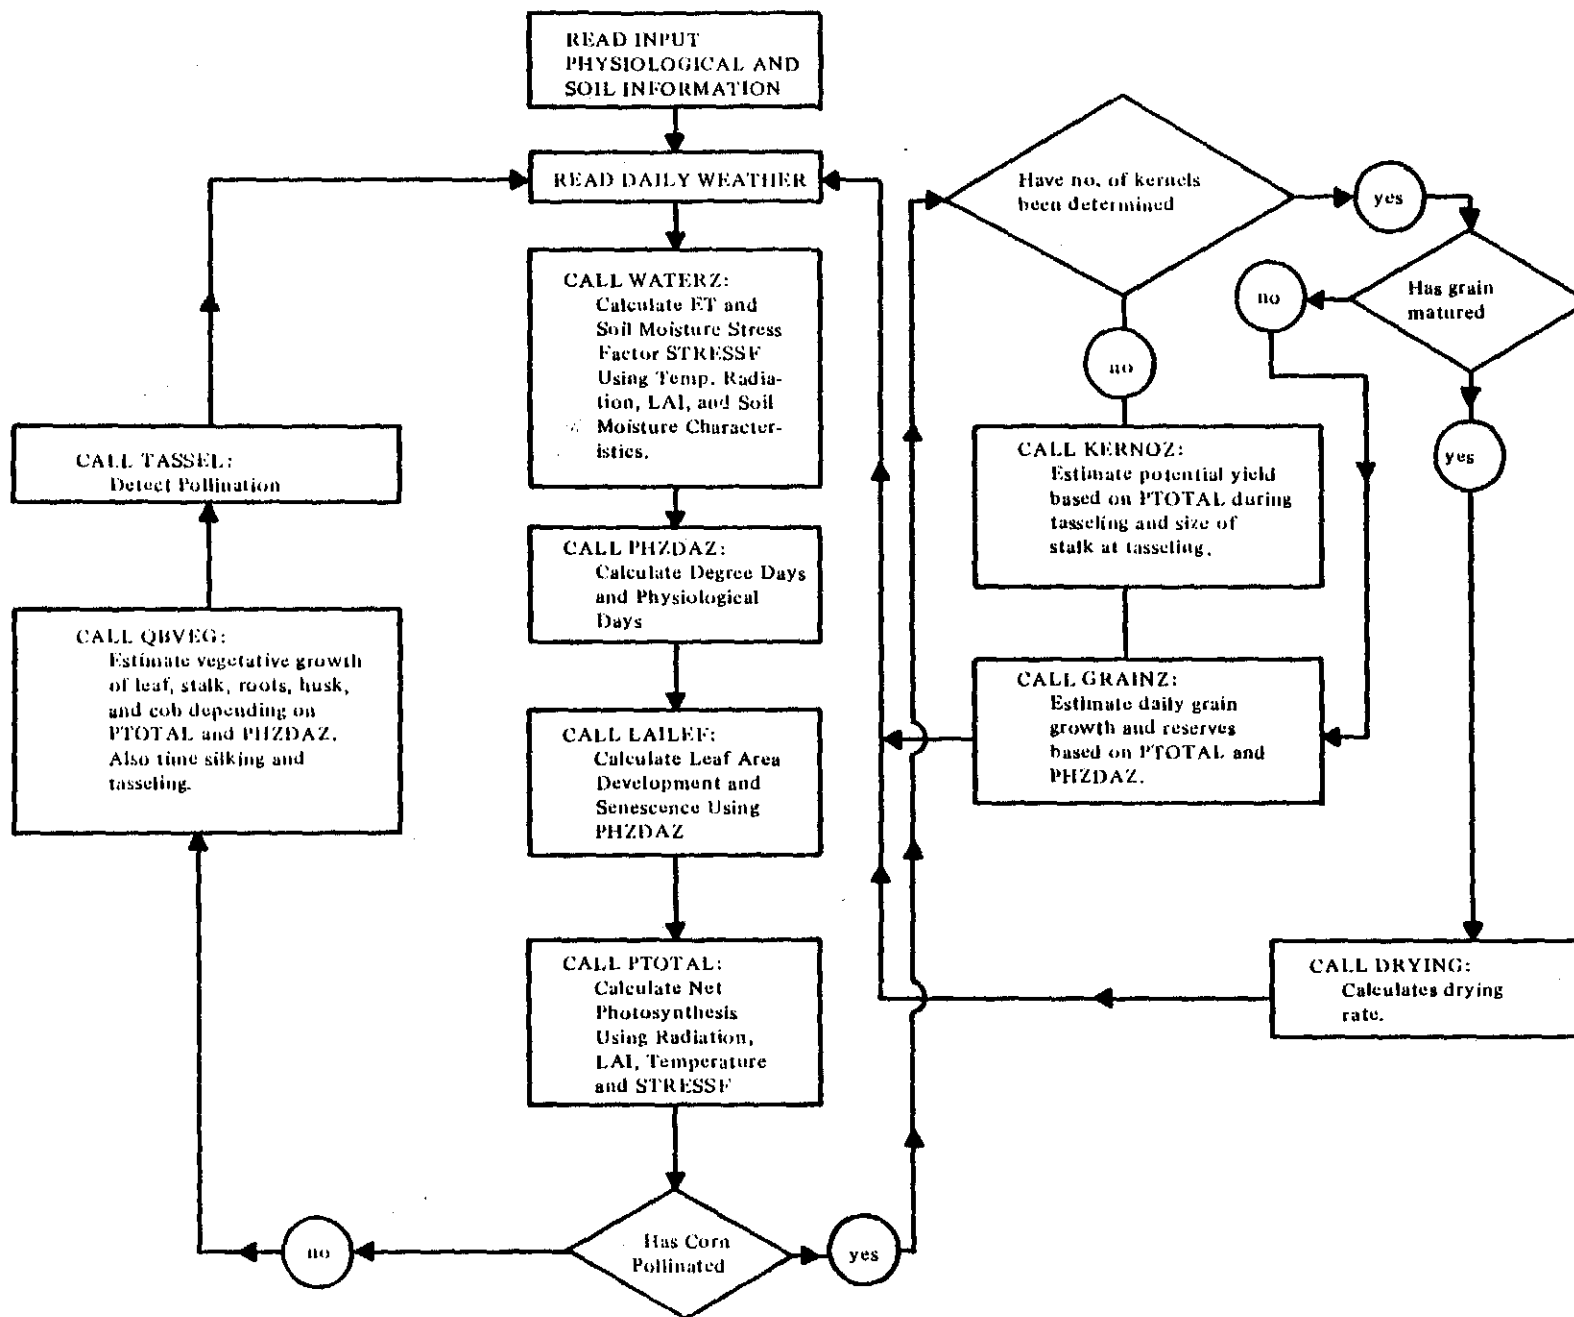 READ INPUT
PHYSIOLOGICAL AND
SOIL INFORMATION
READ DAILY WEATHER
CALL WATERZ:
Calculate ET and
Soil Moisture Stress
Factor STRESSF
Using Temp. Radia-
tion, LAI, and Soil
Moisture Character-
istics.
CALL PHZDAZ:
Calculate Degree Days
and Physiological
Days
CALL LAILEF:
Calculate Leaf Area
Development and
Senescence Using
PHZDAZ
CALL PTOTAL:
Calculate Net
Photosynthesis
Using Radiation,
LAI, Temperature
and STRESSF
Has Corn
Pollinated
no
yes
CALL QBVEG:
Estimate vegetative growth
of leaf, stalk, roots, husk,
and cob depending on
PTOTAL and PHZDAZ.
Also time silking and
tasseling.
CALL TASSEL:
Detect Pollination
Have no. of kernels
been determined
yes
no
Has grain
matured
no
yes
CALL KERNOZ:
Estimate potential yield
based on PTOTAL during
tasseling and size of
stalk at tasseling.
CALL GRAINZ:
Estimate daily grain
growth and reserves
based on PTOTAL and
PHZDAZ.
CALL DRYING:
Calculates drying
rate.